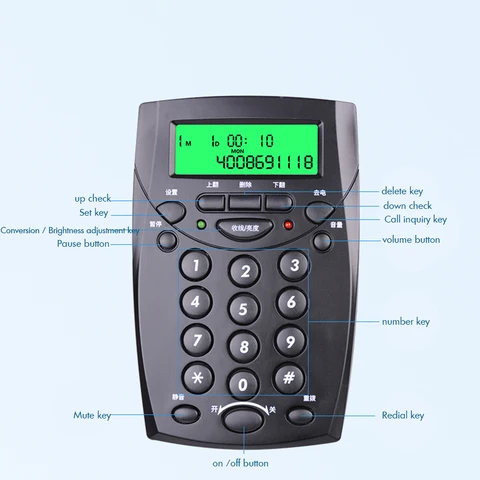 1M 1D 00: 10
MON
4008691118
上翻 删除 下翻
设置 去电
delete key
up check
down check
Set key
Call inquiry key
暂停 收线/亮度 音量
Conversion / Brightness adjustment key
Pause button
volume button
1 2 3
4 5 6
number key
7 8 9
* 0 #
静音 开 关 重拨
Mute key
Redial key
on /off button